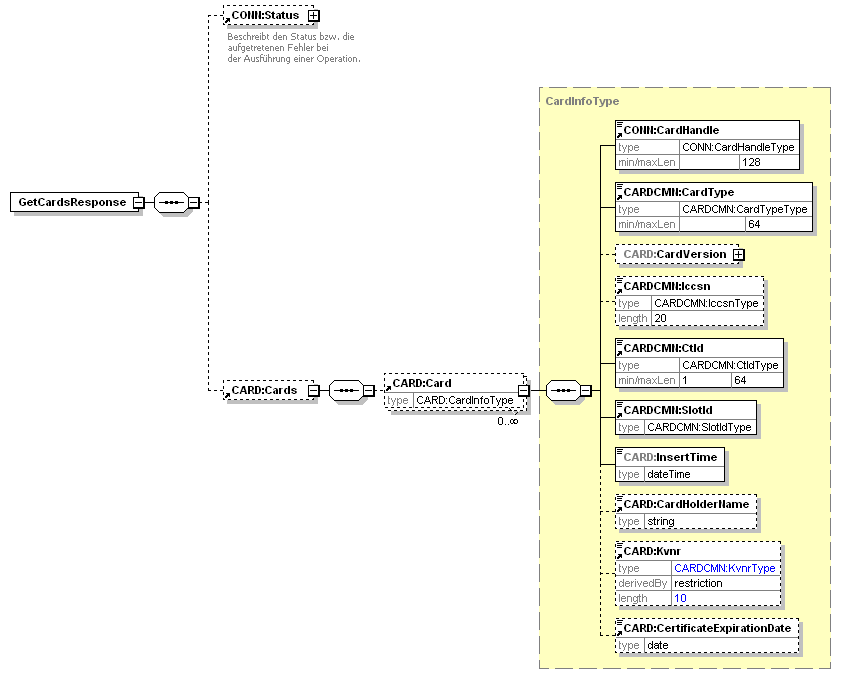 CONN:Status
Beschreibt den Status bzw. die
aufgetretenen Fehler bei
der Ausführung einer Operation.
GetCardsResponse
CARD:Cards
CARD:Card
type CARD:CardInfoType
0..∞
CardInfoType
CONN:CardHandle
type CONN:CardHandleType
min/maxLen 128
CARDCMN:CardType
type CARDCMN:CardTypeType
min/maxLen 64
CARD:CardVersion
CARDCMN:Iccsn
type CARDCMN:IccsnType
length 20
CARDCMN:CtId
type CARDCMN:CtIdType
min/maxLen 1 64
CARDCMN:SlotId
type CARDCMN:SlotIdType
CARD:InsertTime
type dateTime
CARD:CardHolderName
type string
CARD:Kvnr
type CARDCMN:KvnrType
derivedBy restriction
length 10
CARD:CertificateExpirationDate
type date